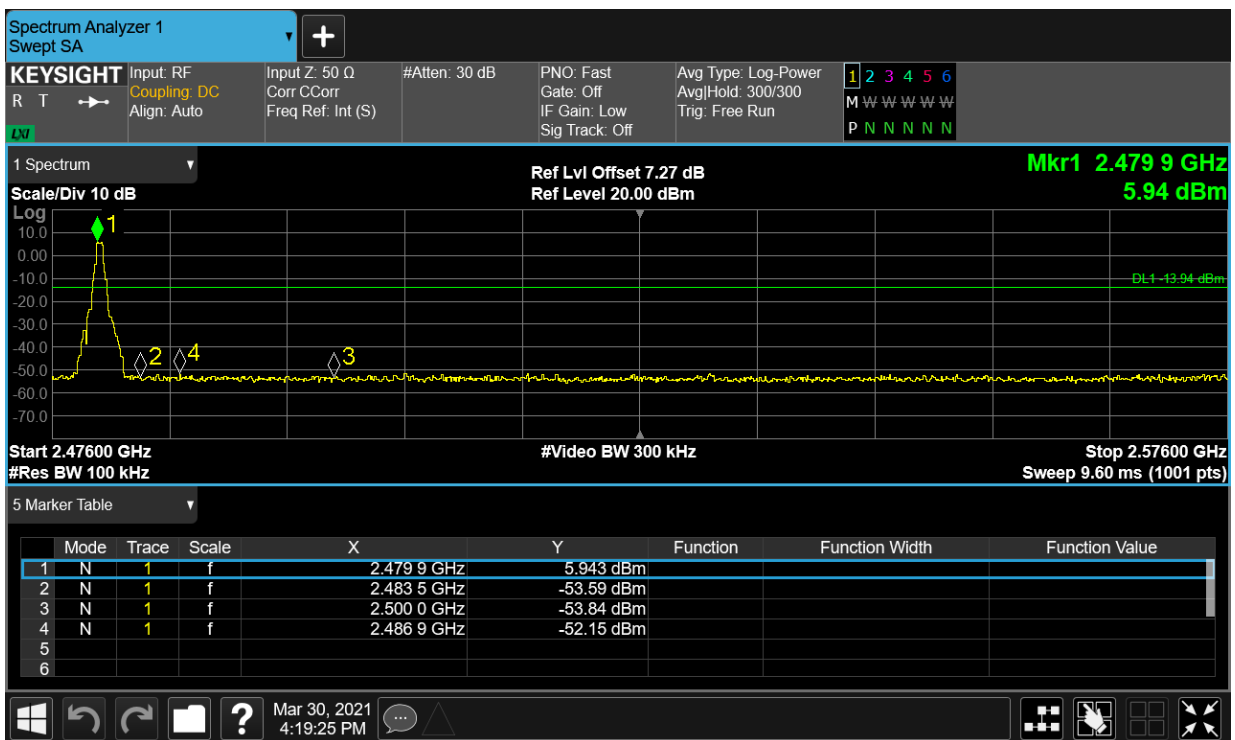 Spectrum Analyzer 1
Swept SA
+
KEYSIGHT Input: RF Input Z: 50 Ω #Atten: 30 dB PNO: Fast Avg Type: Log-Power 1 2 3 4 5 6
R T Coupling: DC Corr CCorr Gate: Off Avg|Hold: 300/300 M W W W W W
Align: Auto Freq Ref: Int (S) IF Gain: Low Trig: Free Run
LXI Sig Track: Off P N N N N N
1 Spectrum Ref Lvl Offset 7.27 dB Mkr1 2.479 9 GHz
Scale/Div 10 dB Ref Level 20.00 dBm 5.94 dBm
Log
1
10.0
0.00
-10.0 DL1 -13.94 dBm
-20.0
-30.0
-40.0
2 4 3
-50.0
-60.0
-70.0
Start 2.47600 GHz #Video BW 300 kHz Stop 2.57600 GHz
#Res BW 100 kHz Sweep 9.60 ms (1001 pts)
5 Marker Table
Mode Trace Scale X Y Function Function Width Function Value
1 N 1 f 2.479 9 GHz 5.943 dBm
2 N 1 f 2.483 5 GHz -53.59 dBm
3 N 1 f 2.500 0 GHz -53.84 dBm
4 N 1 f 2.486 9 GHz -52.15 dBm
5
6
? Mar 30, 2021
4:19:25 PM